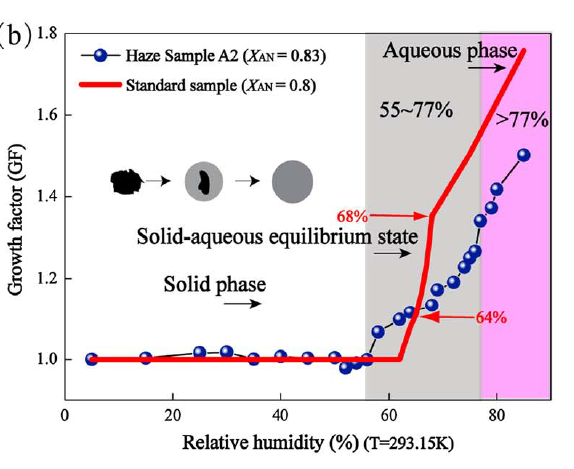 (b)
Haze Sample A2 (XAN = 0.83)
Standard sample (XAN = 0.8)
Aqueous phase
55~77%
>77%
68%
Solid-aqueous equilibrium state
Solid phase
64%
Growth factor (GF)
1.8
1.6
1.4
1.2
1.0
0
20
40
60
80
Relative humidity (%) (T=293.15K)